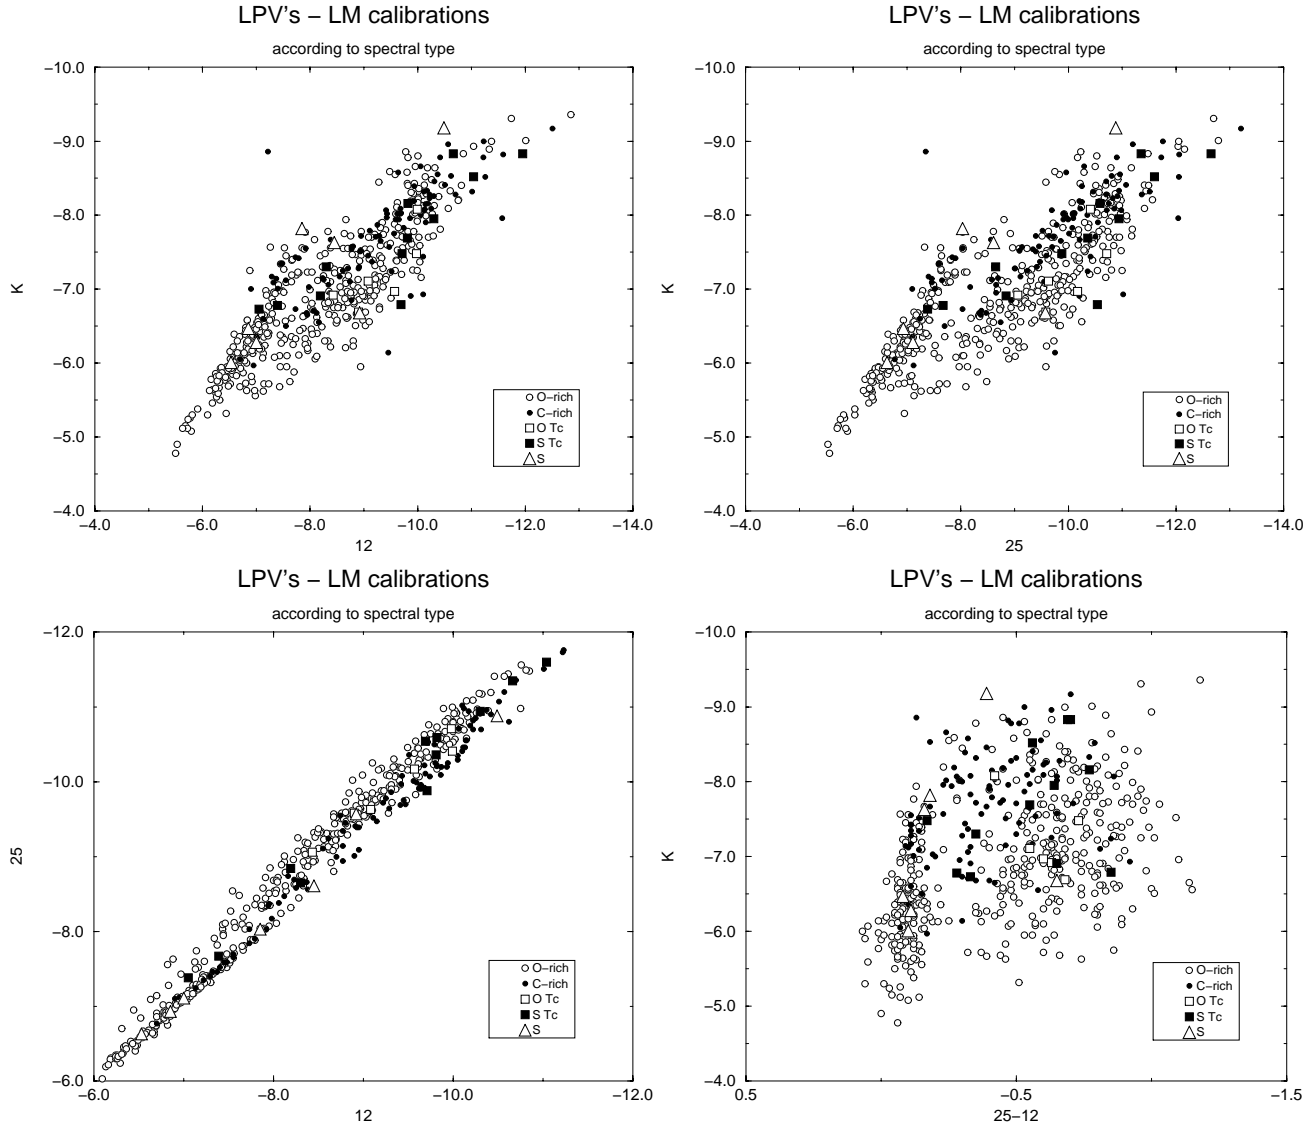 LPV's – LM calibrations
according to spectral type
–10.0
–9.0
–8.0
–7.0
–6.0
–5.0
–4.0
K
–4.0 –6.0 –8.0 –10.0 –12.0 –14.0
12
O–rich
C–rich
O Tc
S Tc
S
LPV's – LM calibrations
according to spectral type
–10.0
–9.0
–8.0
–7.0
–6.0
–5.0
–4.0
K
–4.0 –6.0 –8.0 –10.0 –12.0 –14.0
25
O–rich
C–rich
O Tc
S Tc
S
LPV's – LM calibrations
according to spectral type
–12.0
–10.0
–8.0
–6.0
25
–6.0 –8.0 –10.0 –12.0
12
O–rich
C–rich
O Tc
S Tc
S
LPV's – LM calibrations
according to spectral type
–10.0
–9.0
–8.0
–7.0
–6.0
–5.0
–4.0
K
0.5 –0.5 –1.5
25–12
O–rich
C–rich
O Tc
S Tc
S